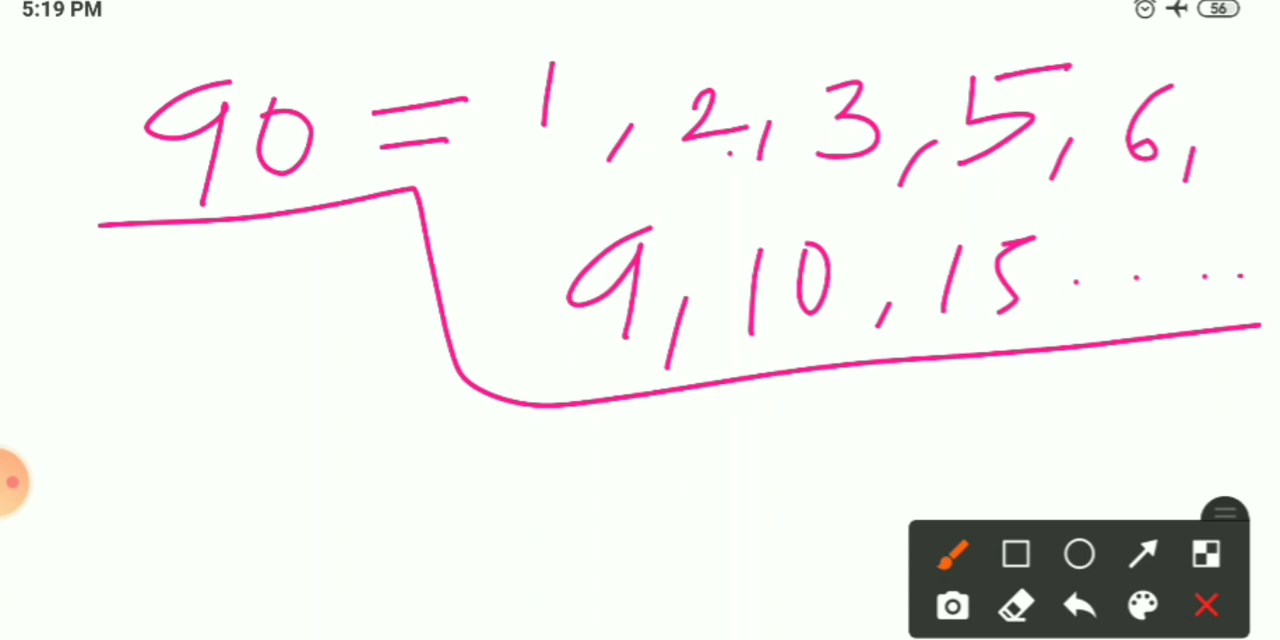 5:19 PM
56
90 = 1, 2, 3, 5, 6,
9, 10, 15 . . . .